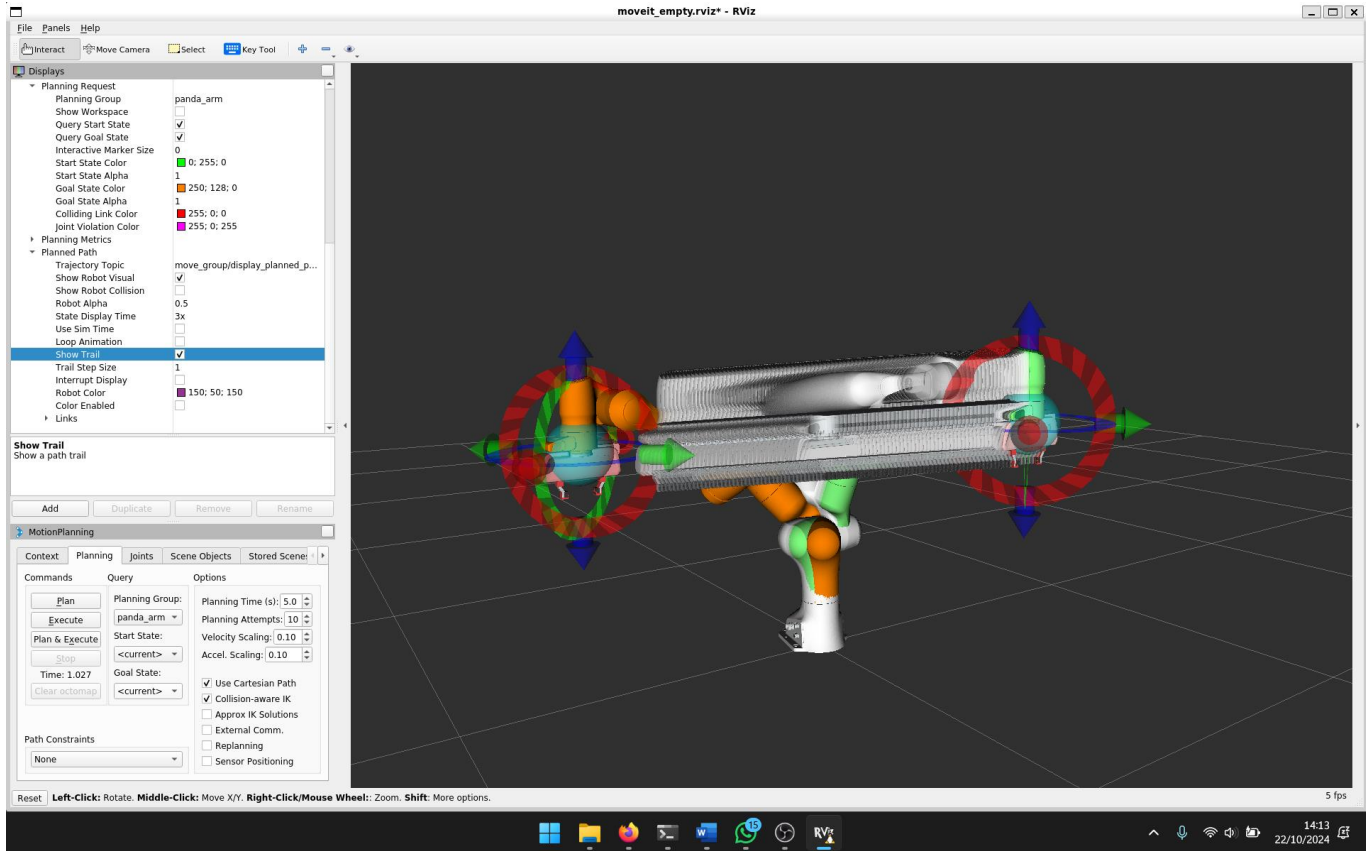 moveit_empty.rviz* - RViz
File Panels Help
Interact Move Camera Select Key Tool
Displays
Planning Request
Planning Group panda_arm
Show Workspace
Query Start State
Query Goal State
Interactive Marker Size 0
Start State Color 0; 255; 0
Start State Alpha 1
Goal State Color 250; 128; 0
Goal State Alpha 1
Colliding Link Color 255; 0; 0
Joint Violation Color 255; 0; 255
Planning Metrics
Planned Path
Trajectory Topic move_group/display_planned_p...
Show Robot Visual
Show Robot Collision
Robot Alpha 0.5
State Display Time 3x
Use Sim Time
Loop Animation
Show Trail
Trail Step Size 1
Interrupt Display
Robot Color 150; 50; 150
Color Enabled
Links
Show Trail
Show a path trail
Add Duplicate Remove Rename
MotionPlanning
Context Planning Joints Scene Objects Stored Scene
Commands Query Options
Plan Planning Group: Planning Time (s): 5.0
Execute panda_arm Planning Attempts: 10
Plan & Execute Start State: Velocity Scaling: 0.10
Stop <current> Accel. Scaling: 0.10
Time: 1.027 Goal State:
Clear octomap <current> Use Cartesian Path
Collision-aware IK
Approx IK Solutions
External Comm.
Path Constraints Replanning
None Sensor Positioning
Reset Left-Click: Rotate. Middle-Click: Move X/Y. Right-Click/Mouse Wheel:: Zoom. Shift: More options. 5 fps
15
RViz
14:13
22/10/2024